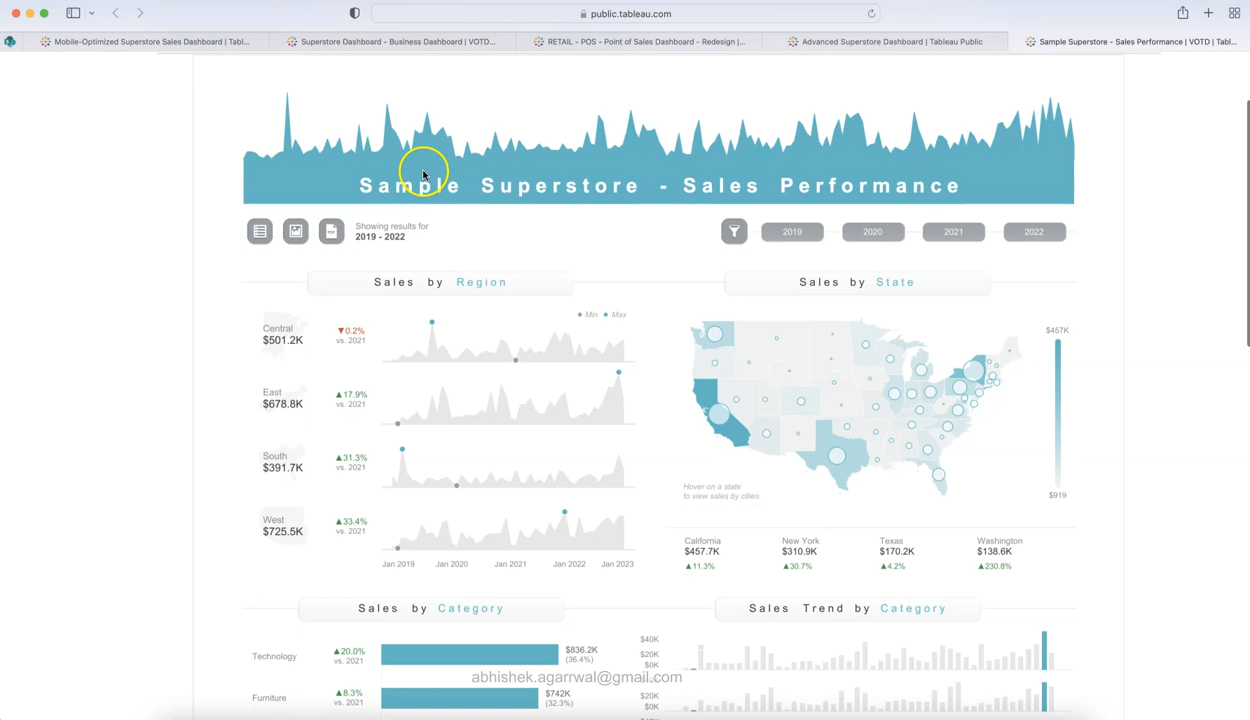 public.tableau.com
Mobile-Optimized Superstore Sales Dashboard | Tabl...
Superstore Dashboard - Business Dashboard | VOTD...
RETAIL - POS - Point of Sales Dashboard - Redesign |...
Advanced Superstore Dashboard | Tableau Public
Sample Superstore - Sales Performance | VOTD | Tabl...
Sample Superstore - Sales Performance
Showing results for
2019 - 2022
2019
2020
2021
2022
Sales by Region
Min Max
Central
$501.2K
▼0.2%
vs. 2021
East
$678.8K
▲17.9%
vs. 2021
South
$391.7K
▲31.3%
vs. 2021
West
$725.5K
▲33.4%
vs. 2021
Jan 2019 Jan 2020 Jan 2021 Jan 2022 Jan 2023
Sales by State
$457K
$919
Hover on a state
to view sales by cities.
California
$457.7K
▲11.3%
New York
$310.9K
▲30.7%
Texas
$170.2K
▲4.2%
Washington
$138.6K
▲230.8%
Sales by Category
Technology
▲20.0%
vs. 2021
$836.2K
(36.4%)
Furniture
▲8.3%
vs. 2021
$742K
(32.3%)
Sales Trend by Category
$40K
$20K
$0K
$20K
$0K
abhishek.agarrwal@gmail.com